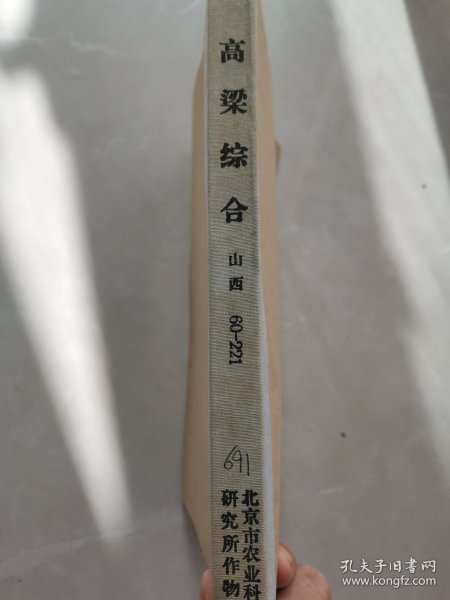 高梁综合
山西
60-221
691
北京市农业科
研究所作物
孔夫子旧书网
www.kongfz.com